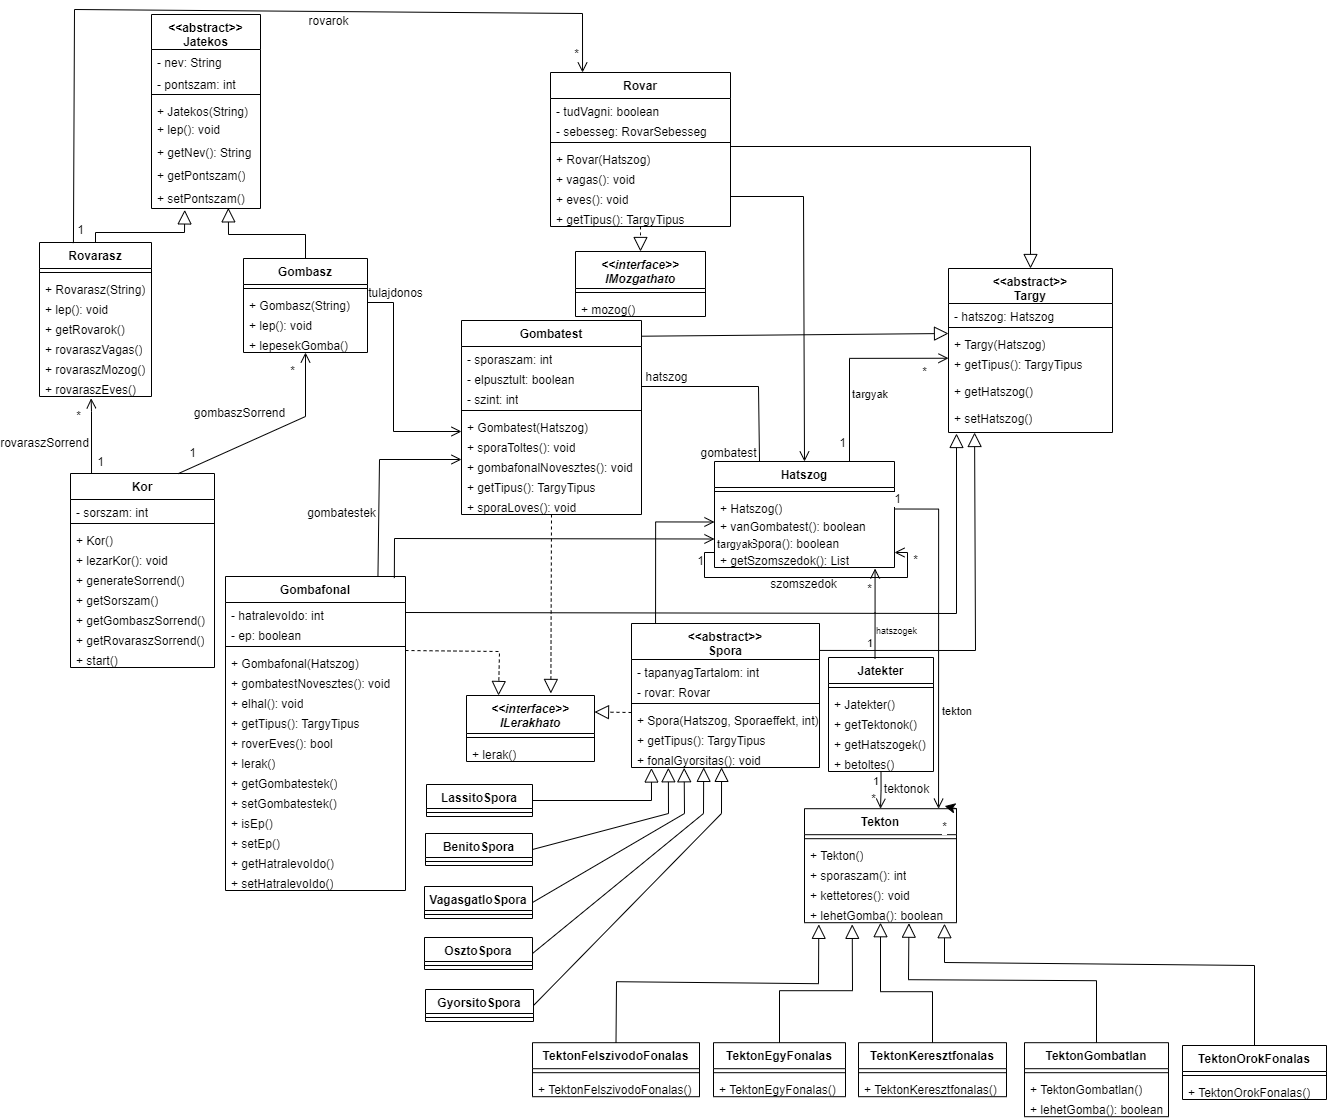 rovarok
*
1
<<abstract>>
Jatekos
- nev: String
- pontszam: int
+ Jatekos(String)
+ lep(): void
+ getNev(): String
+ getPontszam()
+ setPontszam()
Rovar
- tudVagni: boolean
- sebesseg: RovarSebesseg
+ Rovar(Hatszog)
+ vagas(): void
+ eves(): void
+ getTipus(): TargyTipus
Rovarasz
+ Rovarasz(String)
+ lep(): void
+ getRovarok()
+ rovaraszVagas()
+ rovaraszMozog()
+ rovaraszEves()
Gombasz
+ Gombasz(String)
+ lep(): void
+ lepesekGomba()
tulajdonos
<<interface>>
IMozgathato
+ mozog()
<<abstract>>
Targy
- hatszog: Hatszog
+ Targy(Hatszog)
+ getTipus(): TargyTipus
+ getHatszog()
+ setHatszog()
Gombatest
- sporaszam: int
- elpusztult: boolean
- szint: int
+ Gombatest(Hatszog)
+ sporaToltes(): void
+ gombafonalNovesztes(): void
+ getTipus(): TargyTipus
+ sporaLoves(): void
hatszog
gombatest
*
targyak
1
*
rovaraszSorrend
1
*
gombaszSorrend
1
Kor
- sorszam: int
+ Kor()
+ lezarKor(): void
+ generateSorrend()
+ getSorszam()
+ getGombaszSorrend()
+ getRovaraszSorrend()
+ start()
gombatestek
Hatszog
+ Hatszog()
+ vanGombatest(): boolean
targyak
Spora(): boolean
+ getSzomszedok(): List
1
*
szomszedok
1
tekton
*
*
hatszogek
1
Gombafonal
- hatralevoIdo: int
- ep: boolean
+ Gombafonal(Hatszog)
+ gombatestNovesztes(): void
+ elhal(): void
+ getTipus(): TargyTipus
+ roverEves(): bool
+ lerak()
+ getGombatestek()
+ setGombatestek()
+ isEp()
+ setEp()
+ getHatralevoIdo()
+ setHatralevoIdo()
<<interface>>
ILerakhato
+ lerak()
<<abstract>>
Spora
- tapanyagTartalom: int
- rovar: Rovar
+ Spora(Hatszog, Sporaeffekt, int)
+ getTipus(): TargyTipus
+ fonalGyorsitas(): void
Jatekter
+ Jatekter()
+ getTektonok()
+ getHatszogek()
+ betoltes()
1
*
tektonok
LassitoSpora
BenitoSpora
VagasgatloSpora
OsztoSpora
GyorsitoSpora
Tekton
+ Tekton()
+ sporaszam(): int
+ kettetores(): void
+ lehetGomba(): boolean
TektonFelszivodoFonalas
+ TektonFelszivodoFonalas()
TektonEgyFonalas
+ TektonEgyFonalas()
TektonKeresztfonalas
+ TektonKeresztfonalas()
TektonGombatlan
+ TektonGombatlan()
+ lehetGomba(): boolean
TektonOrokFonalas
+ TektonOrokFonalas()